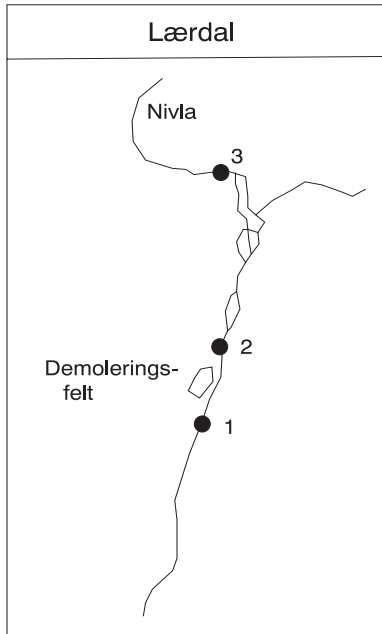 Lærdal
Nivla
3
2
Demolerings-
felt
1